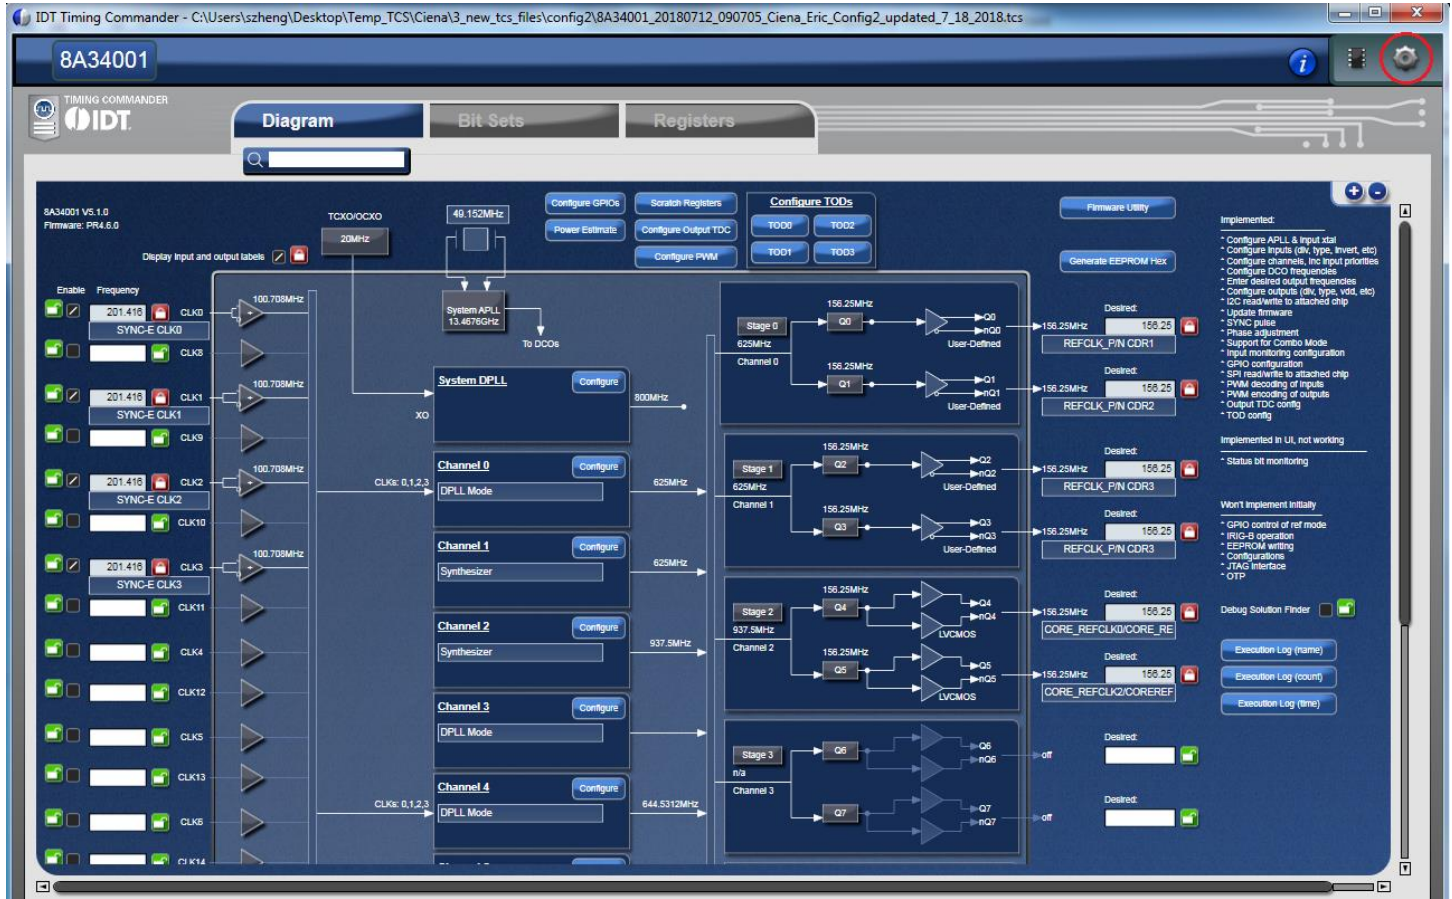 IDT Timing Commander - C:\Users\szheng\Desktop\Temp_TCS\Ciena\3_new_tcs_files\config2\8A34001_20180712_090705_Ciena_Eric_Config2_updated_7_18_2018.tcs
8A34001
i
TIMING COMMANDER
IDT
Diagram
Bit Sets
Registers
8A34001 V5.1.0
Firmware: PR4.6.0
Display input and output labels
TCXO/OCXO
20MHz
49.152MHz
Configure GPIOs
Scratch Registers
Power Estimate
Configure Output TDC
Configure PWM
Configure TODs
TOD0
TOD2
TOD1
TOD3
Firmware Utility
Generate EEPROM Hex
Enable Frequency
201.416 CLK0
SYNC-E CLK0
CLK8
201.416 CLK1
SYNC-E CLK1
CLK9
201.416 CLK2
SYNC-E CLK2
CLK10
201.416 CLK3
SYNC-E CLK3
CLK11
CLK4
CLK12
CLK5
CLK13
CLK6
CLK14
100.708MHz
100.708MHz
100.708MHz
100.708MHz
System APLL
13.4676GHz
To DCOs
System DPLL
Configure
XO
800MHz
CLKs: 0,1,2,3
Channel 0
Configure
DPLL Mode
625MHz
Channel 1
Configure
Synthesizer
625MHz
Channel 2
Configure
Synthesizer
937.5MHz
Channel 3
Configure
DPLL Mode
CLKs: 0,1,2,3
Channel 4
Configure
DPLL Mode
644.5312MHz
Stage 0
625MHz
Channel 0
156.25MHz
Q0
Q0
nQ0
User-Defined
156.25MHz
Q1
Q1
nQ1
User-Defined
Stage 1
625MHz
Channel 1
156.25MHz
Q2
Q2
nQ2
User-Defined
156.25MHz
Q3
Q3
nQ3
User-Defined
Stage 2
937.5MHz
Channel 2
156.25MHz
Q4
Q4
nQ4
LVCMOS
156.25MHz
Q5
Q5
nQ5
LVCMOS
Stage 3
n/a
Channel 3
Q6
Q6
nQ6
Q7
Q7
nQ7
Desired:
156.25MHz 156.25
REFCLK_P/N CDR1
Desired:
156.25MHz 156.25
REFCLK_P/N CDR2
Desired:
156.25MHz 156.25
REFCLK_P/N CDR3
Desired:
156.25MHz 156.25
REFCLK_P/N CDR3
Desired:
156.25MHz 156.25
CORE_REFCLK0/CORE_RE
Desired:
156.25MHz 156.25
CORE_REFCLK2/COREREF
Desired:
off
Desired:
off
Implemented:
* Configure APLL & input xtal
* Configure inputs (div, type, invert, etc)
* Configure channels, inc input priorities
* Configure DCO frequencies
* Enter desired output frequencies
* Configure outputs (div, type, vdd, etc)
* I2C read/write to attached chip
* Update firmware
* SYNC pulse
* Phase adjustment
* Support for Combo Mode
* Input monitoring configuration
* GPIO configuration
* SPI read/write to attached chip
* PWM decoding of inputs
* PWM encoding of outputs
* Output TDC config
* TOD config
Implemented in UI, not working
* Status bit monitoring
Won't implement initially
* GPIO control of ref mode
* IRIG-B operation
* EEPROM writing
* Configurations
* JTAG interface
* OTP
Debug Solution Finder
Execution Log (name)
Execution Log (count)
Execution Log (time)